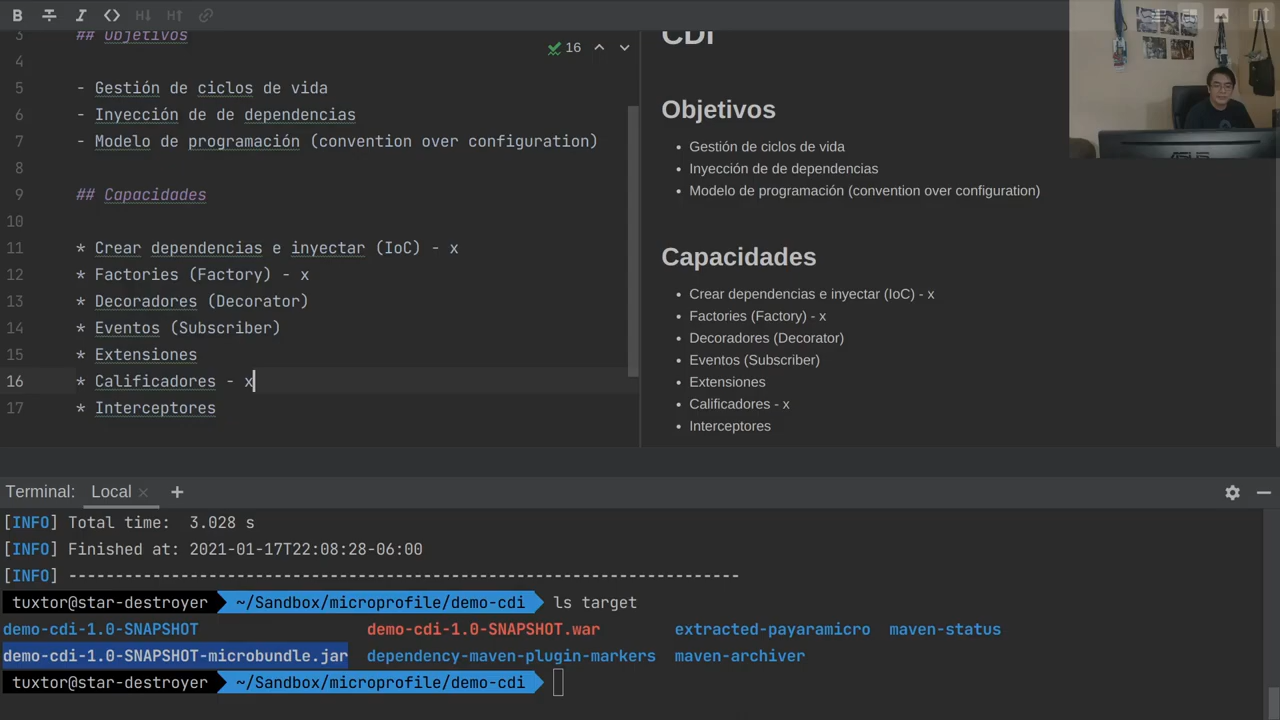 3 ## Objetivos
16
4
5 - Gestión de ciclos de vida
6 - Inyección de de dependencias
7 - Modelo de programación (convention over configuration)
8
9 ## Capacidades
10
11 * Crear dependencias e inyectar (IoC) - x
12 * Factories (Factory) - x
13 * Decoradores (Decorator)
14 * Eventos (Subscriber)
15 * Extensiones
16 * Calificadores - x
17 * Interceptores
CDI
Objetivos
• Gestión de ciclos de vida
• Inyección de de dependencias
• Modelo de programación (convention over configuration)
Capacidades
• Crear dependencias e inyectar (IoC) - x
• Factories (Factory) - x
• Decoradores (Decorator)
• Eventos (Subscriber)
• Extensiones
• Calificadores - x
• Interceptores
Terminal: Local × +
[INFO] Total time:  3.028 s
[INFO] Finished at: 2021-01-17T22:08:28-06:00
[INFO] ------------------------------------------------------------------------
tuxtor@star-destroyer ~/Sandbox/microprofile/demo-cdi ls target
demo-cdi-1.0-SNAPSHOT demo-cdi-1.0-SNAPSHOT.war extracted-payaramicro maven-status
demo-cdi-1.0-SNAPSHOT-microbundle.jar dependency-maven-plugin-markers maven-archiver
tuxtor@star-destroyer ~/Sandbox/microprofile/demo-cdi